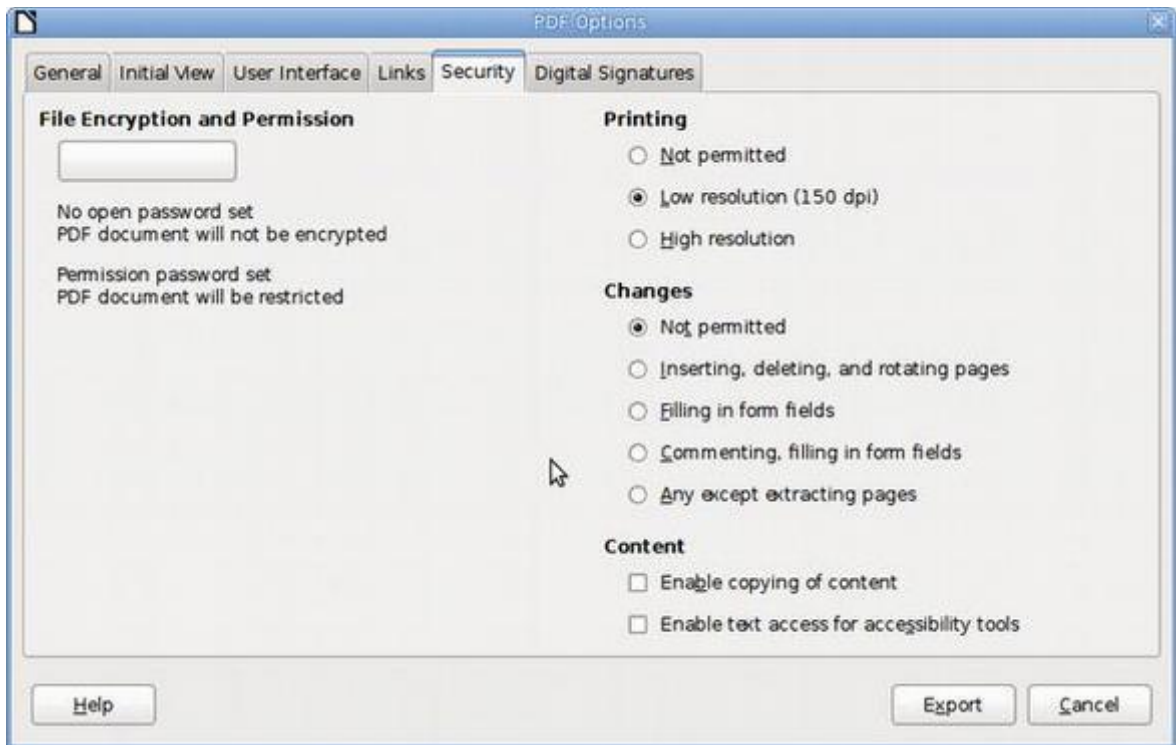 PDF Options
General Initial View User Interface Links Security Digital Signatures
File Encryption and Permission
No open password set
PDF document will not be encrypted
Permission password set
PDF document will be restricted
Printing
Not permitted
Low resolution (150 dpi)
High resolution
Changes
Not permitted
Inserting, deleting, and rotating pages
Filling in form fields
Commenting, filling in form fields
Any except extracting pages
Content
Enable copying of content
Enable text access for accessibility tools
Help Export Cancel